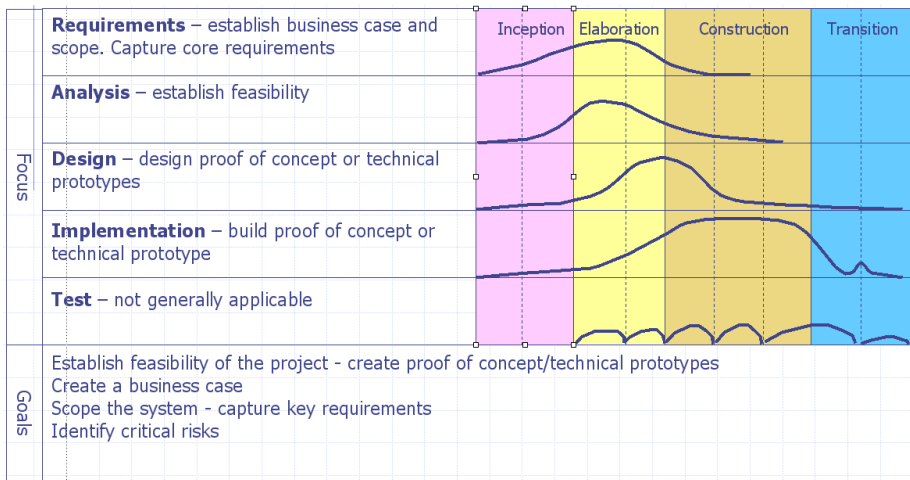 Requirements – establish business case and
scope. Capture core requirements
Inception
Elaboration
Construction
Transition
Analysis – establish feasibility
Focus
Design – design proof of concept or technical
prototypes
Implementation – build proof of concept or
technical prototype
Test – not generally applicable
Goals
Establish feasibility of the project - create proof of concept/technical prototypes
Create a business case
Scope the system - capture key requirements
Identify critical risks